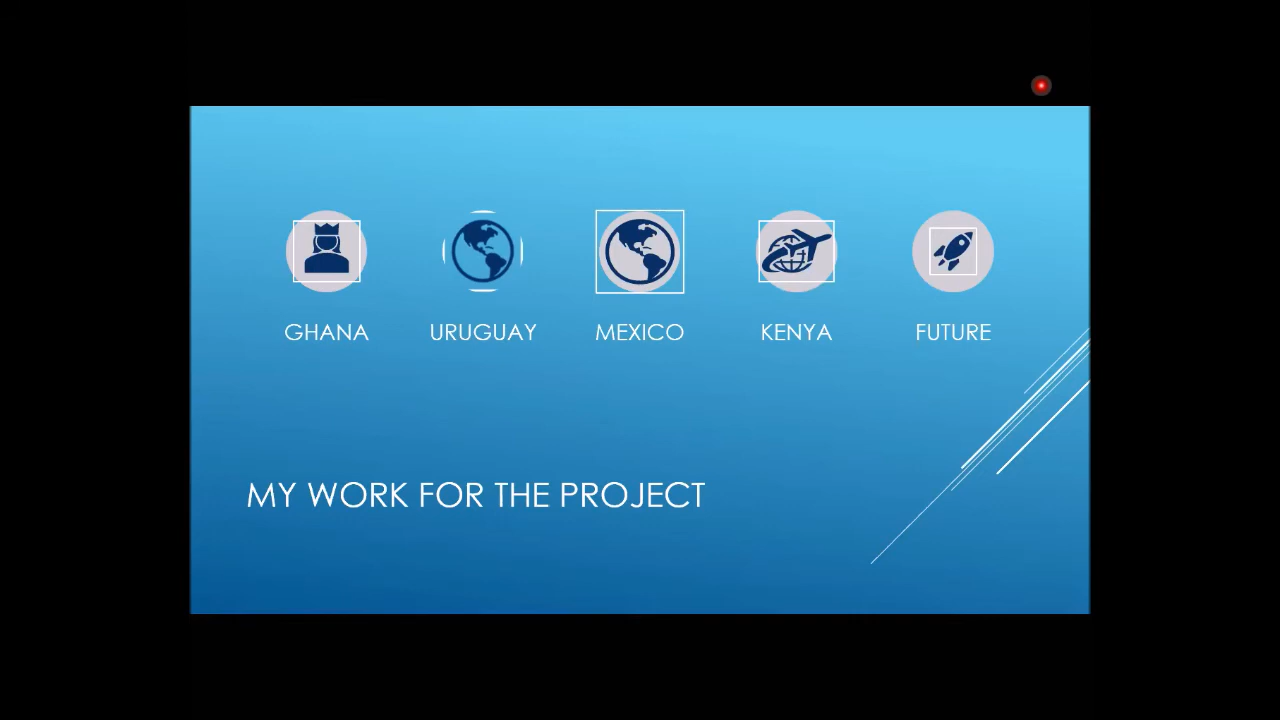 GHANA
URUGUAY
MEXICO
KENYA
FUTURE
MY WORK FOR THE PROJECT